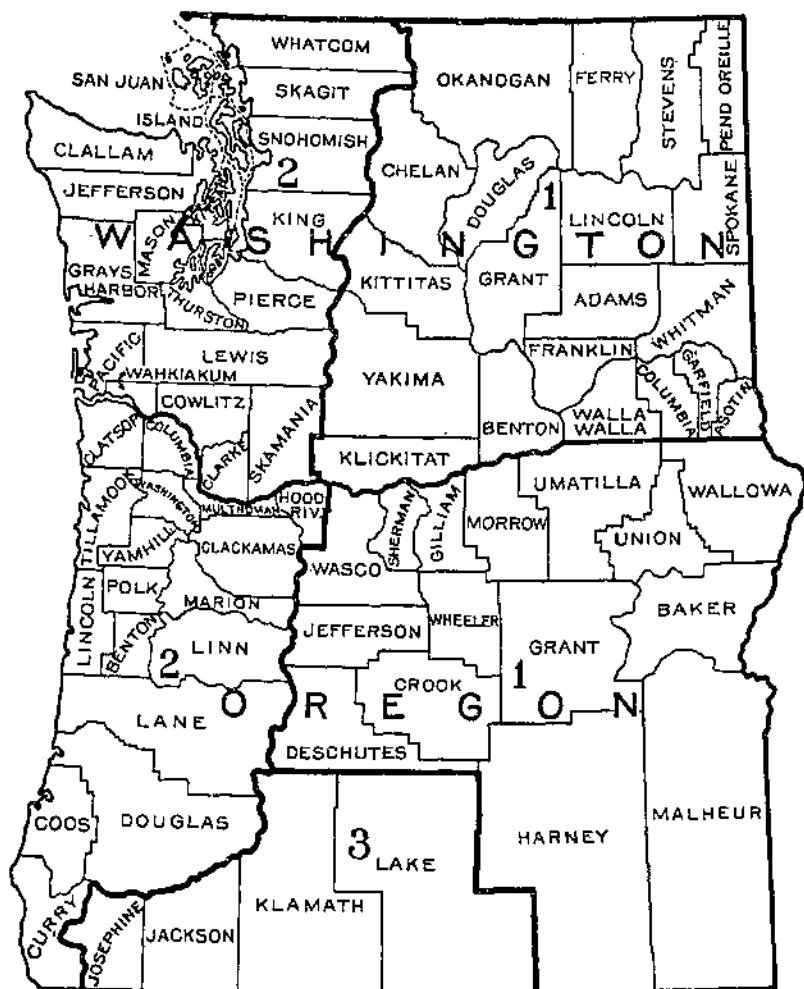 WHATCOM
OKANOGAN
FERRY
STEVENS
PEND OREILLE
SAN JUAN
SKAGIT
ISLAND
SNOHOMISH
CLALLAM
2
CHELAN
DOUGLAS
1
SPOKANE
JEFFERSON
LINCOLN
MASON
KING
WASHINGTON
GRAYS
HARBOR
KITTITAS
GRANT
THURSTON
PIERCE
ADAMS
WHITMAN
PACIFIC
LEWIS
FRANKLIN
WAHKIAKUM
YAKIMA
COLUMBIA
GARFIELD
ASOTIN
COWLITZ
SKAMANIA
BENTON
WALLA
WALLA
CLATSOP
COLUMBIA
CLARKE
KLICKITAT
UMATILLA
WALLOWA
TILLAMOOK
WASHINGTON
MULTNOMAH
HOOD
RIV
SHERMAN
GILLIAM
MORROW
UNION
YAMHILL
CLACKAMAS
WASCO
POLK
MARION
BAKER
LINCOLN
BENTON
JEFFERSON
WHEELER
GRANT
2
LINN
CROOK
1
OREGON
LANE
DESCHUTES
COOS
DOUGLAS
3
LAKE
HARNEY
MALHEUR
CURRY
JOSEPHINE
JACKSON
KLAMATH